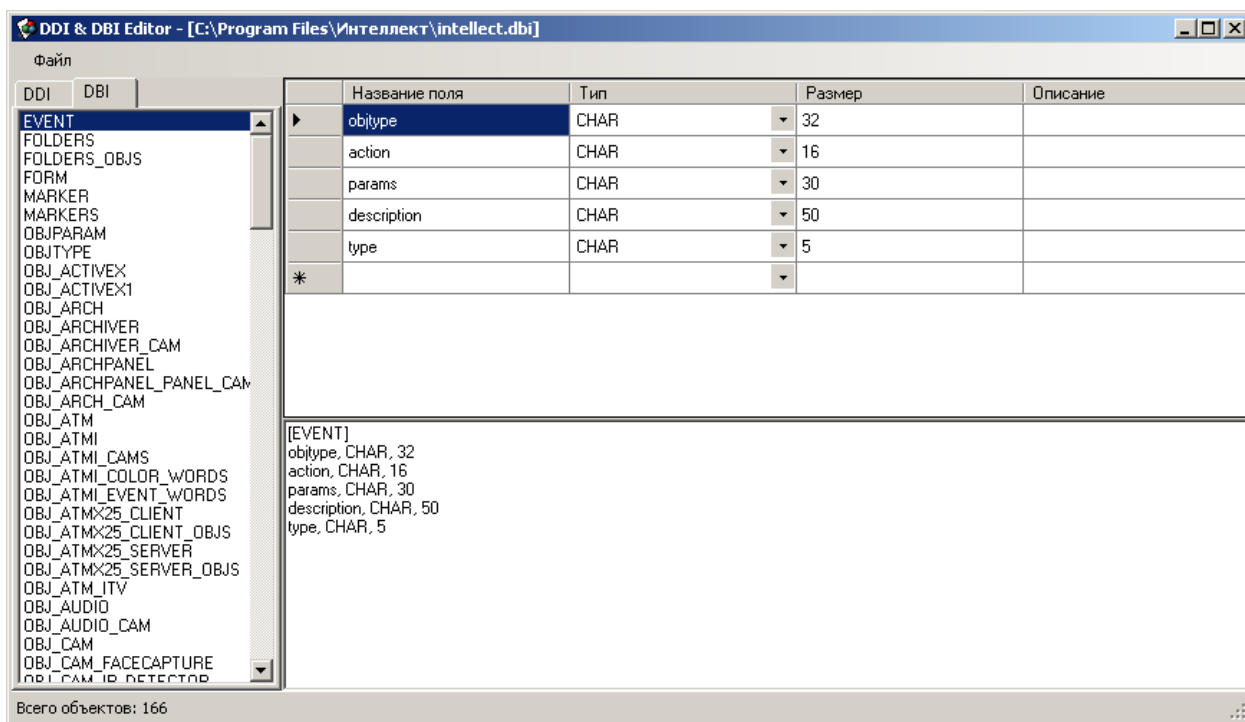 DDI & DBI Editor - [C:\Program Files\Интеллект\intellect.dbi]
Файл
DDI DBI
EVENT
FOLDERS
FOLDERS_OBJS
FORM
MARKER
MARKERS
OBJPARAM
OBJTYPE
OBJ_ACTIVEX
OBJ_ACTIVEX1
OBJ_ARCH
OBJ_ARCHIVER
OBJ_ARCHIVER_CAM
OBJ_ARCHPANEL
OBJ_ARCHPANEL_PANEL_CAM
OBJ_ARCH_CAM
OBJ_ATM
OBJ_ATMI
OBJ_ATMI_CAMS
OBJ_ATMI_COLOR_WORDS
OBJ_ATMI_EVENT_WORDS
OBJ_ATMX25_CLIENT
OBJ_ATMX25_CLIENT_OBJS
OBJ_ATMX25_SERVER
OBJ_ATMX25_SERVER_OBJS
OBJ_ATM_ITV
OBJ_AUDIO
OBJ_AUDIO_CAM
OBJ_CAM
OBJ_CAM_FACECAPTURE
OBJ_CAM_IR_DETECTOR
Название поля Тип Размер Описание
objtype CHAR 32
action CHAR 16
params CHAR 30
description CHAR 50
type CHAR 5
[EVENT]
objtype, CHAR, 32
action, CHAR, 16
params, CHAR, 30
description, CHAR, 50
type, CHAR, 5
Всего объектов: 166